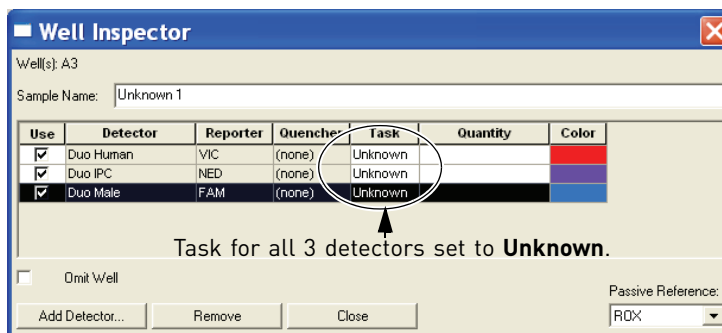 Well Inspector
Well(s): A3
Sample Name: Unknown 1
Use Detector Reporter Quencher Task Quantity Color
Duo Human VIC (none) Unknown
Duo IPC NED (none) Unknown
Duo Male FAM (none) Unknown
Task for all 3 detectors set to Unknown.
Omit Well
Passive Reference:
Add Detector... Remove Close ROX